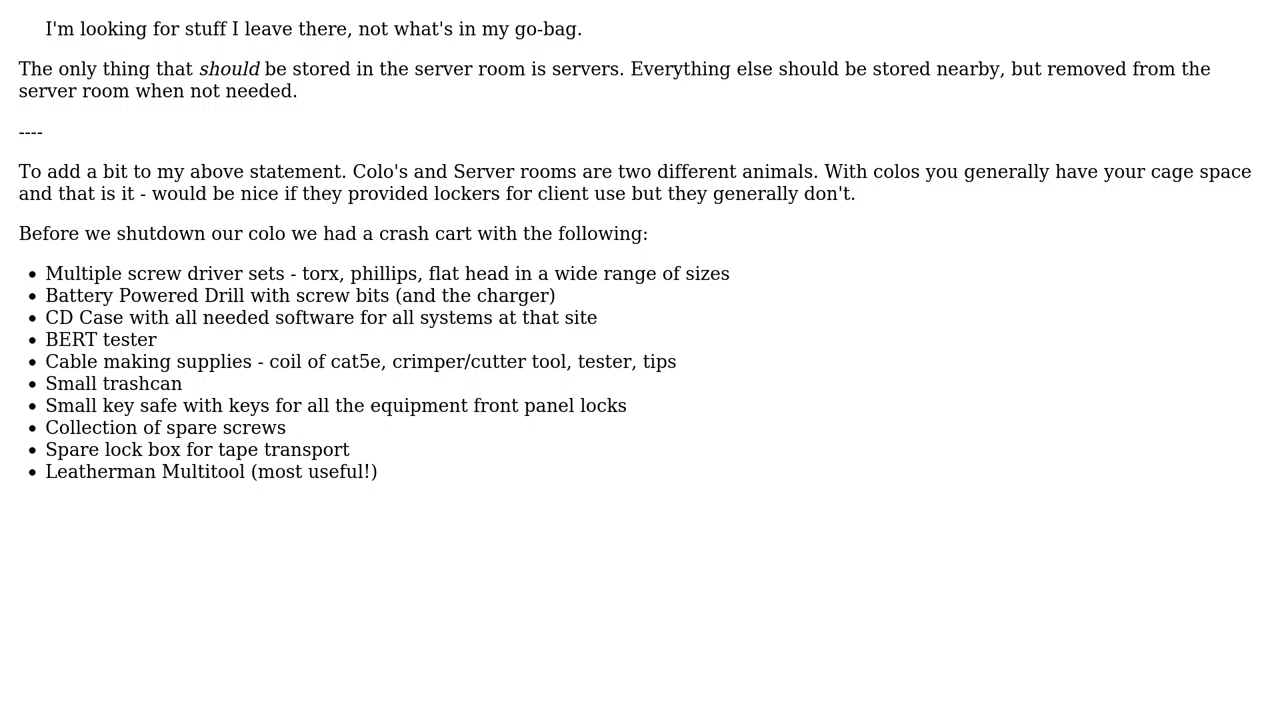 I'm looking for stuff I leave there, not what's in my go-bag.
The only thing that should be stored in the server room is servers. Everything else should be stored nearby, but removed from the
server room when not needed.
----
To add a bit to my above statement. Colo's and Server rooms are two different animals. With colos you generally have your cage space
and that is it - would be nice if they provided lockers for client use but they generally don't.
Before we shutdown our colo we had a crash cart with the following:
• Multiple screw driver sets - torx, phillips, flat head in a wide range of sizes
• Battery Powered Drill with screw bits (and the charger)
• CD Case with all needed software for all systems at that site
• BERT tester
• Cable making supplies - coil of cat5e, crimper/cutter tool, tester, tips
• Small trashcan
• Small key safe with keys for all the equipment front panel locks
• Collection of spare screws
• Spare lock box for tape transport
• Leatherman Multitool (most useful!)